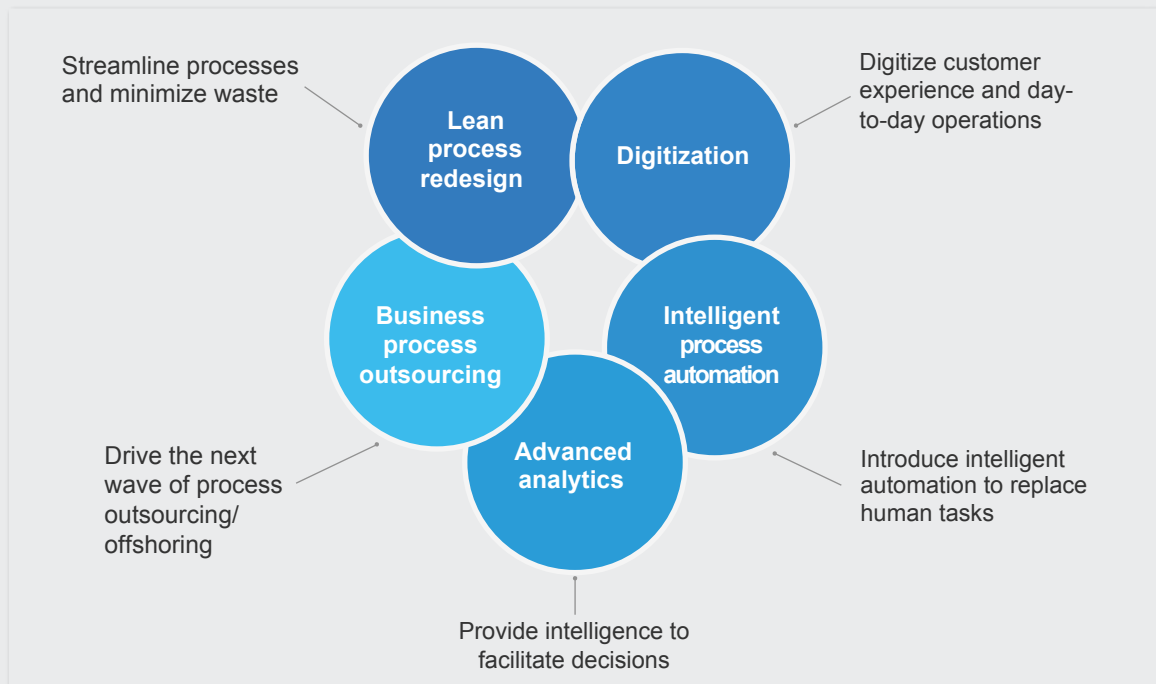 Streamline processes
and minimize waste
Lean
process
redesign
Digitization
Digitize customer
experience and day-
to-day operations
Business
process
outsourcing
Intelligent
process
automation
Advanced
analytics
Drive the next
wave of process
outsourcing/
offshoring
Introduce intelligent
automation to replace
human tasks
Provide intelligence to
facilitate decisions